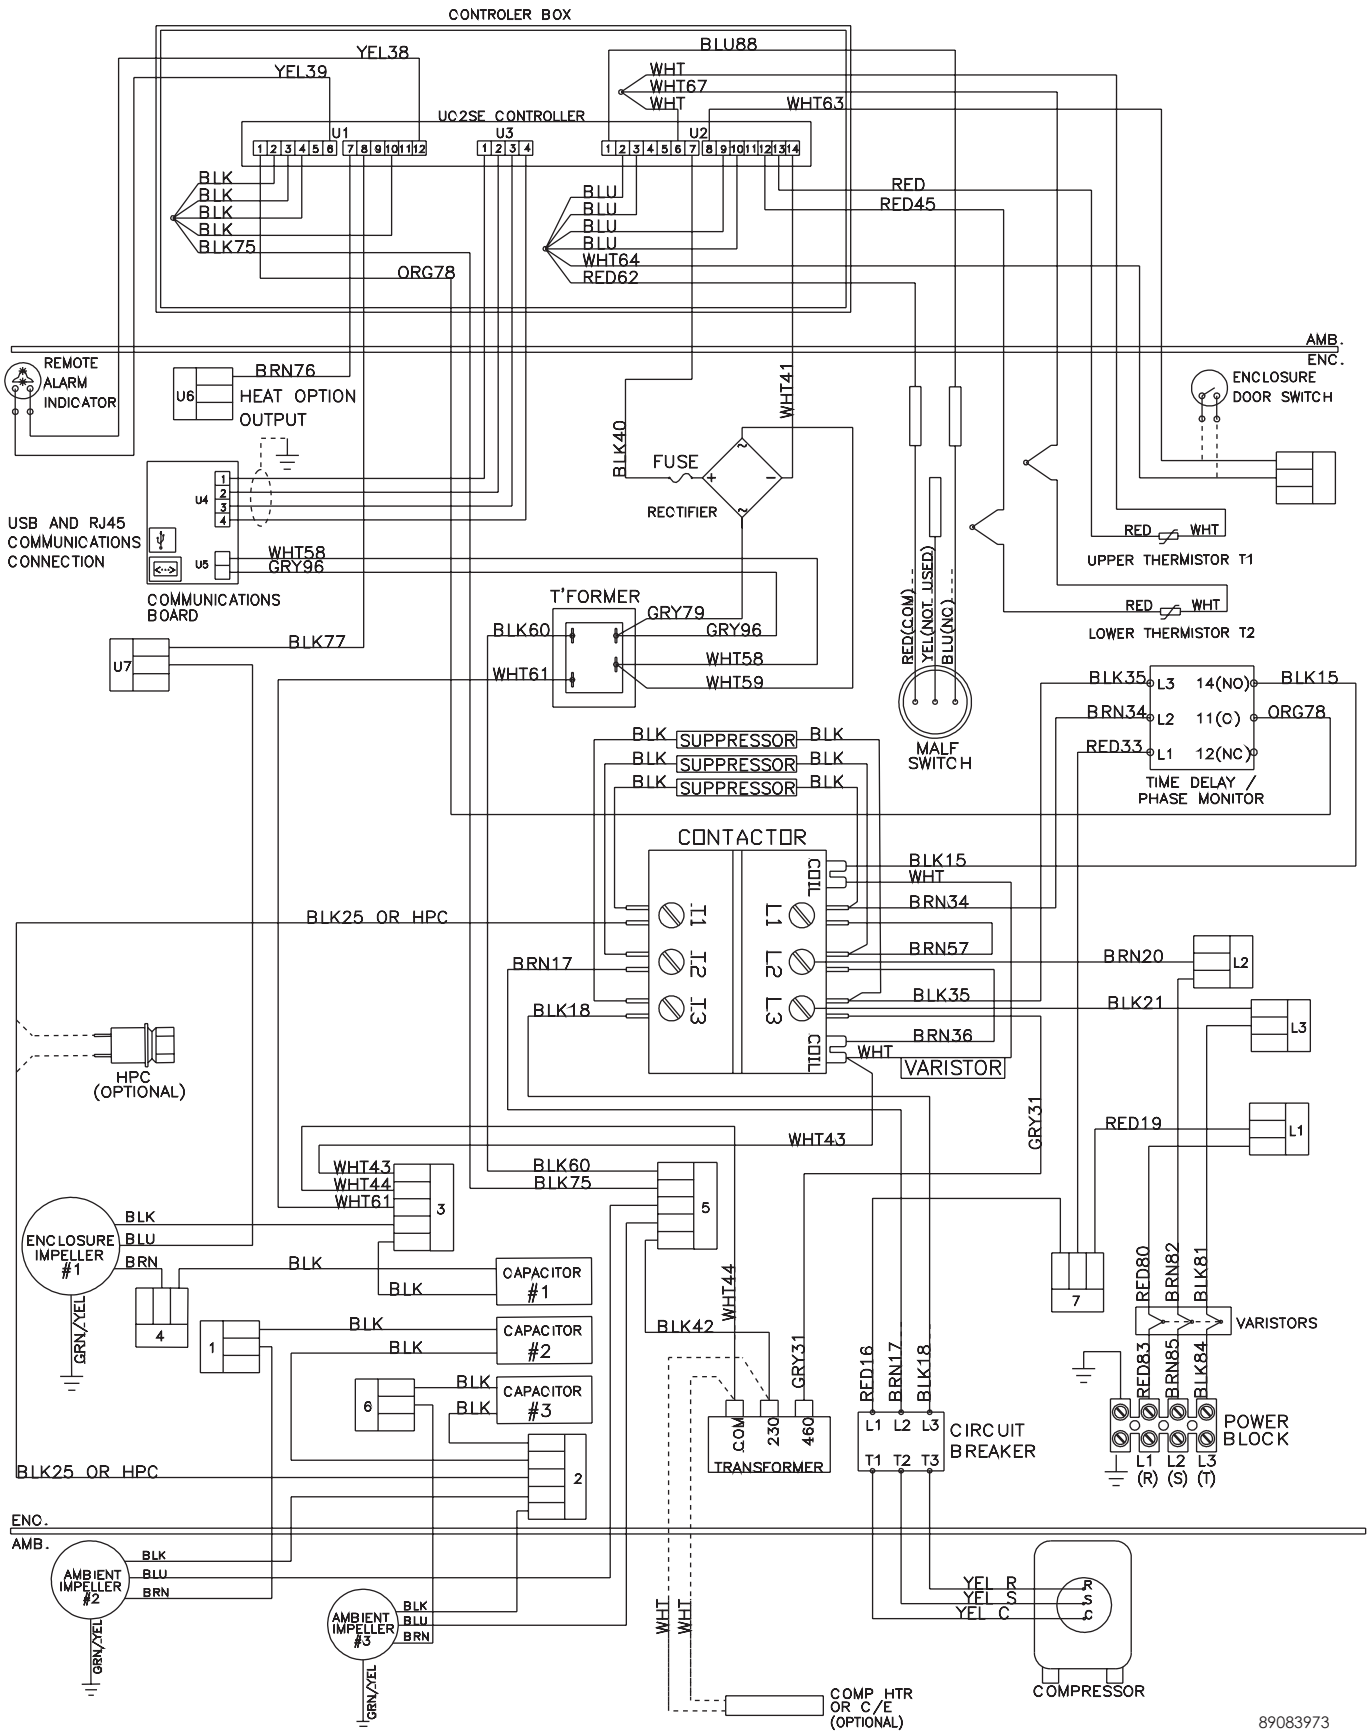 CONTROLER BOX
BLU88
YEL38
WHT
YEL39
WHT67
WHT
WHT63
UC2SE CONTROLLER
U1
U3
U2
1 2 3 4 5 6 7 8 9 10 11 12
1 2 3 4
1 2 3 4 5 6 7 8 9 10 11 12 13 14
BLK
BLK
BLK
BLK
BLK75
BLU
BLU
BLU
BLU
WHT64
RED62
RED
RED45
ORG78
AMB.
ENC.
REMOTE
ALARM
INDICATOR
BRN76
U6
HEAT OPTION
OUTPUT
WHT41
BLK40
FUSE
+
-
~
~
RECTIFIER
ENCLOSURE
DOOR SWITCH
1
2
3
4
U4
U5
USB AND RJ45
COMMUNICATIONS
CONNECTION
WHT58
GRY96
COMMUNICATIONS
BOARD
RED
WHT
UPPER THERMISTOR T1
RED
WHT
LOWER THERMISTOR T2
T'FORMER
BLK60
WHT61
GRY79
GRY96
WHT58
WHT59
RED(COM)
YEL(NOT USED)
BLU(NC)
MALF
SWITCH
U7
BLK77
BLK35
BRN34
RED33
L3
L2
L1
14(NO)
11(C)
12(NC)
BLK15
ORG78
TIME DELAY /
PHASE MONITOR
BLK SUPPRESSOR BLK
BLK SUPPRESSOR BLK
BLK SUPPRESSOR BLK
CONTACTOR
COIL
T1
L1
T2
L2
T3
L3
COIL
BLK15
WHT
BRN34
BRN57
BLK35
BRN36
WHT
VARISTOR
BLK25 OR HPC
BRN17
BLK18
BRN20
L2
BLK21
L3
HPC
(OPTIONAL)
GRY31
RED19
L1
WHT43
WHT43
WHT44
WHT61
3
BLK60
BLK75
5
ENCLOSURE
IMPELLER
#1
BLK
BLU
BRN
GRN/YEL
4
BLK
BLK
CAPACITOR
#1
1
BLK
BLK
CAPACITOR
#2
6
BLK
BLK
CAPACITOR
#3
BLK42
WHT44
GRY31
COM
230
460
TRANSFORMER
RED16
BRN17
BLK18
L1 L2 L3
T1 T2 T3
CIRCUIT
BREAKER
7
RED80
BRN82
BLK81
VARISTORS
RED83
BRN85
BLK84
POWER
BLOCK
L1 L2 L3
(R) (S) (T)
BLK25 OR HPC
2
ENC.
AMB.
AMBIENT
IMPELLER
#2
BLK
BLU
BRN
GRN/YEL
AMBIENT
IMPELLER
#3
BLK
BLU
BRN
GRN/YEL
WHT
WHT
COMP HTR
OR C/E
(OPTIONAL)
YEL R
YEL S
YEL C
R
S
C
COMPRESSOR
89083973